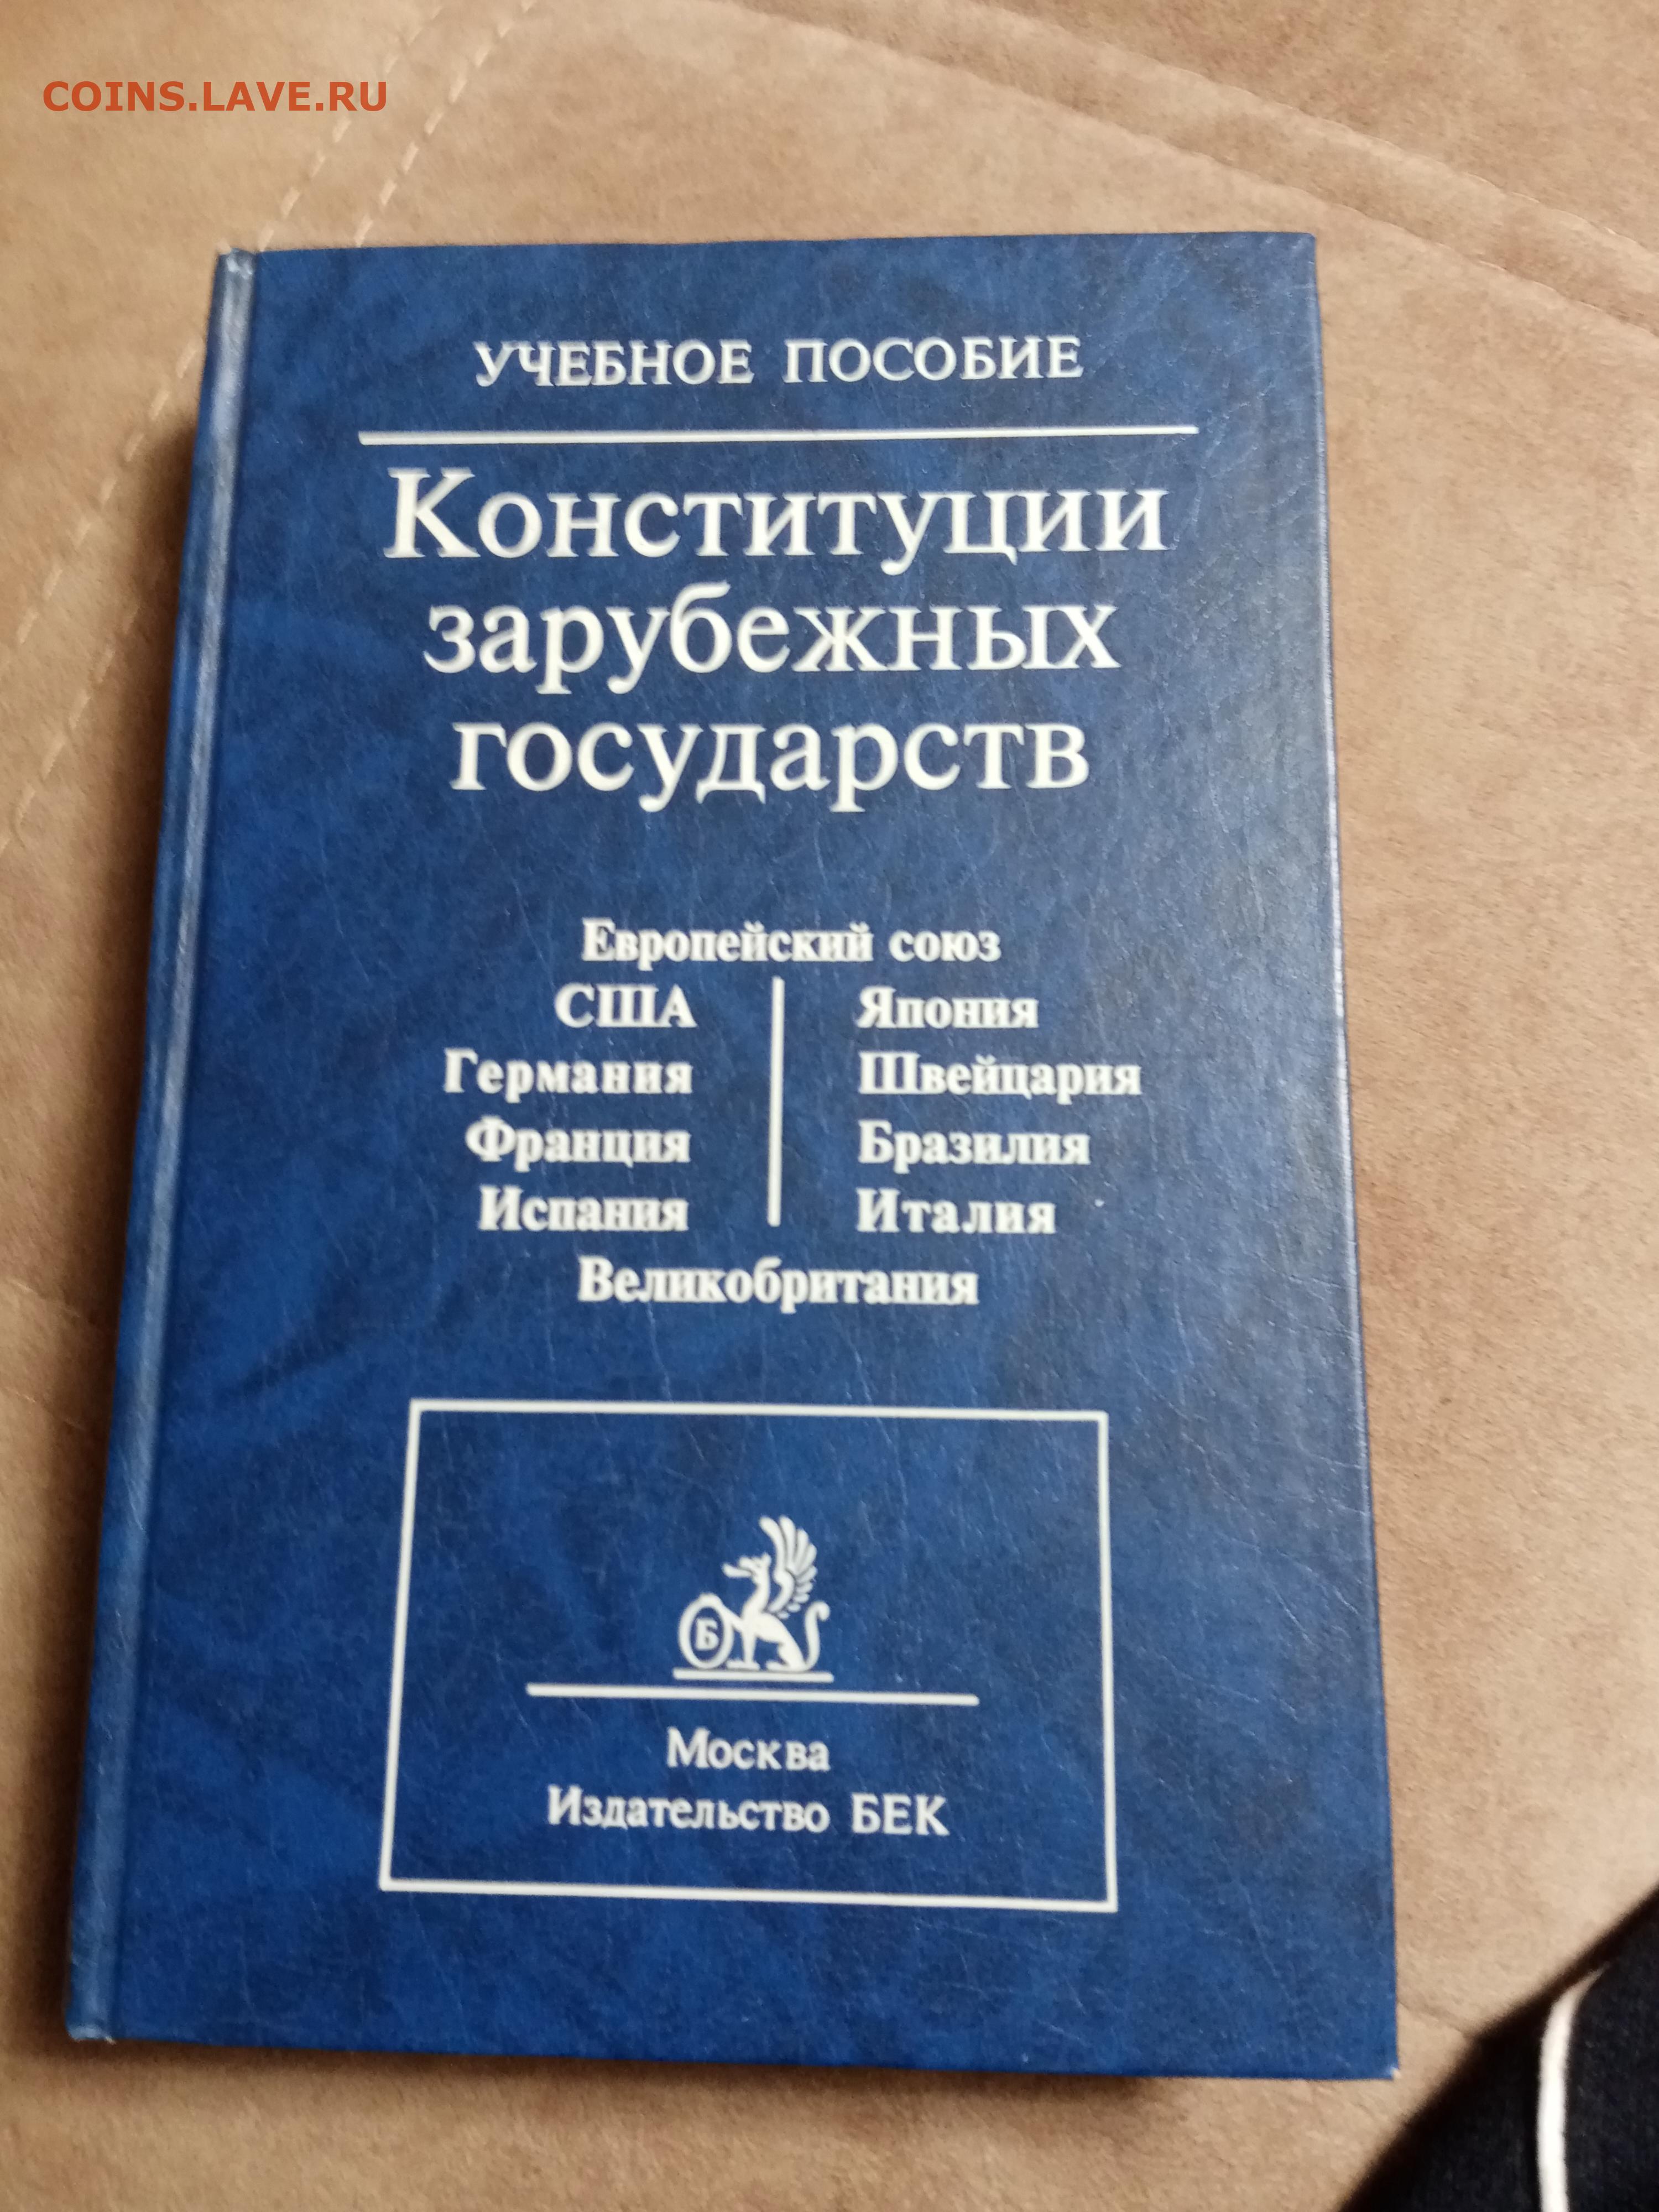 COINS.LAVE.RU
УЧЕБНОЕ ПОСОБИЕ
Конституции
зарубежных
государств
Европейский союз
США Япония
Германия Швейцария
Франция Бразилия
Испания Италия
Великобритания
Б
Москва
Издательство БЕК